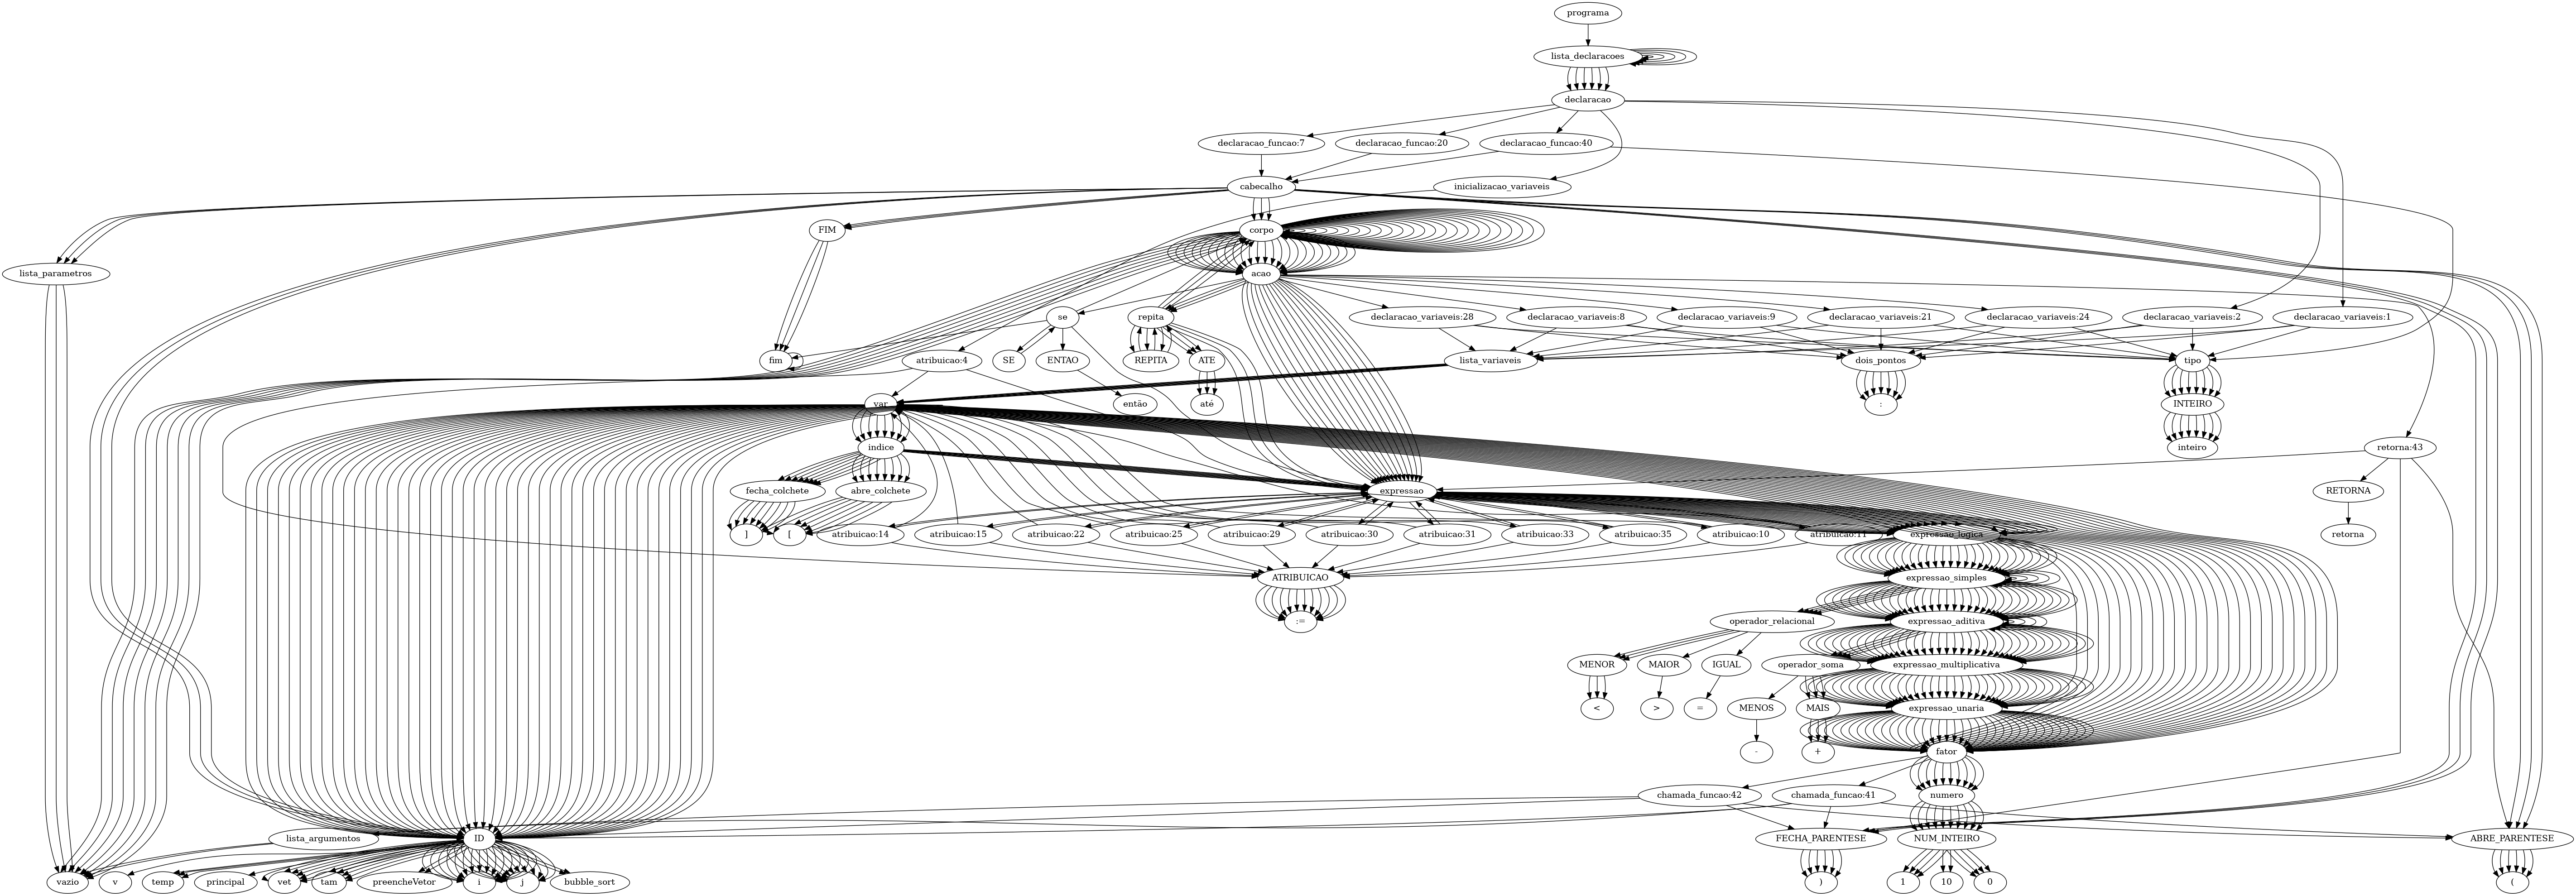 programa
lista_declaracoes
declaracao
declaracao_funcao:7
declaracao_funcao:20
declaracao_funcao:40
cabecalho
inicializacao_variaveis
FIM
corpo
lista_parametros
acao
se
repita
declaracao_variaveis:28
declaracao_variaveis:8
declaracao_variaveis:9
declaracao_variaveis:21
declaracao_variaveis:24
declaracao_variaveis:2
declaracao_variaveis:1
fim
atribuicao:4
SE
ENTAO
REPITA
ATE
lista_variaveis
dois_pontos
tipo
var
então
até
:
INTEIRO
indice
inteiro
retorna:43
fecha_colchete
abre_colchete
expressao
RETORNA
]
[
atribuicao:14
atribuicao:15
atribuicao:22
atribuicao:25
atribuicao:29
atribuicao:30
atribuicao:31
atribuicao:33
atribuicao:35
atribuicao:10
atribuicao:11
expressao_logica
retorna
ATRIBUICAO
expressao_simples
:=
operador_relacional
expressao_aditiva
MENOR
MAIOR
IGUAL
operador_soma
expressao_multiplicativa
<
>
=
MENOS
MAIS
expressao_unaria
-
+
fator
chamada_funcao:42
chamada_funcao:41
numero
lista_argumentos
ID
FECHA_PARENTESE
NUM_INTEIRO
ABRE_PARENTESE
vazio
v
temp
principal
vet
tam
preencheVetor
i
j
bubble_sort
)
1
10
0
(